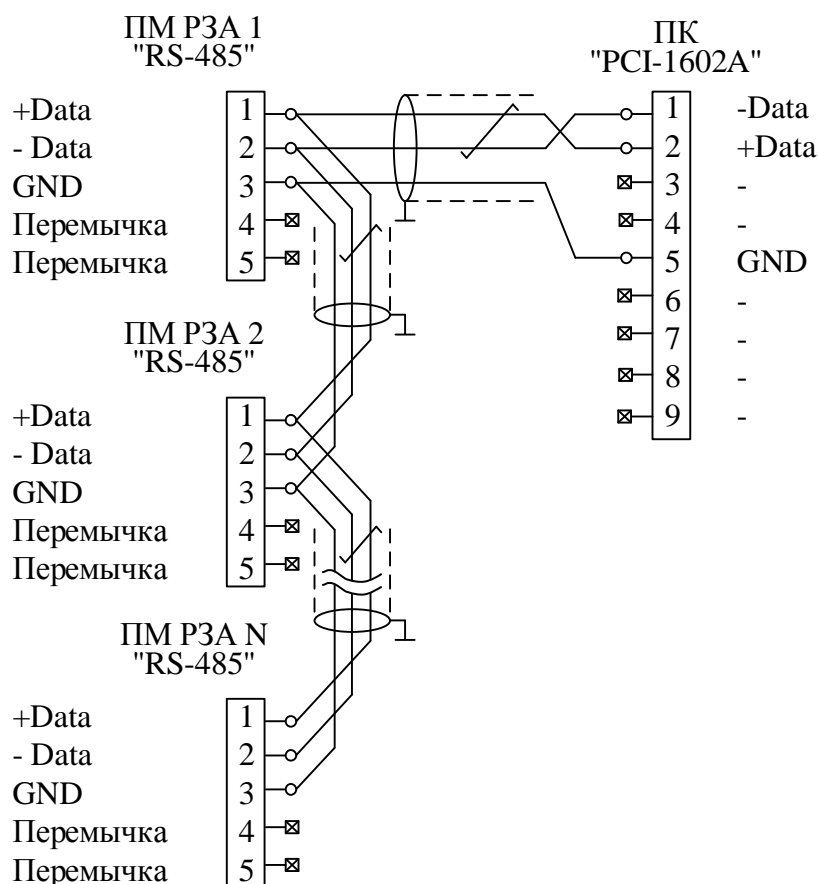 ПМ РЗА 1
"RS-485"
+Data
1
- Data
2
GND
3
Перемычка
4
Перемычка
5
ПК
"PCI-1602A"
1
-Data
2
+Data
3
-
4
-
5
GND
6
-
7
-
8
-
9
-
ПМ РЗА 2
"RS-485"
+Data
1
- Data
2
GND
3
Перемычка
4
Перемычка
5
ПМ РЗА N
"RS-485"
+Data
1
- Data
2
GND
3
Перемычка
4
Перемычка
5